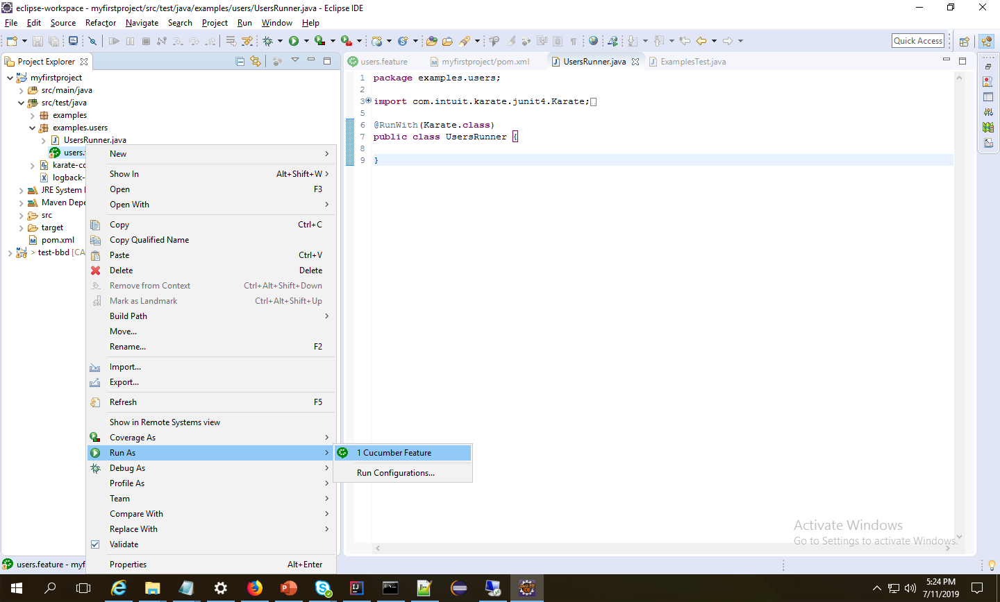 eclipse-workspace - myfirstproject/src/test/java/examples/users/UsersRunner.java - Eclipse IDE
File Edit Source Refactor Navigate Search Project Run Window Help
Quick Access
Project Explorer
users.feature myfirstproject/pom.xml UsersRunner.java ExamplesTest.java
myfirstproject
src/main/java
src/test/java
examples
examples.users
UsersRunner.java
users.
karate-co
logback-
JRE System
Maven Depe
src
target
pom.xml
> test-bbd [CA
1 package examples.users;
2
3 import com.intuit.karate.junit4.Karate;
5
6 @RunWith(Karate.class)
7 public class UsersRunner {
8
9 }
New
Show In Alt+Shift+W
Open F3
Open With
Copy Ctrl+C
Copy Qualified Name
Paste Ctrl+V
Delete Delete
Remove from Context Ctrl+Alt+Shift+Down
Mark as Landmark Ctrl+Alt+Shift+Up
Build Path
Move...
Rename... F2
Import...
Export...
Refresh F5
Show in Remote Systems view
Coverage As
Run As
Debug As
Profile As
Team
Compare With
Replace With
Validate
Properties Alt+Enter
1 Cucumber Feature
Run Configurations...
Activate Windows
Go to Settings to activate Windows.
users.feature - myf
5:24 PM
7/11/2019